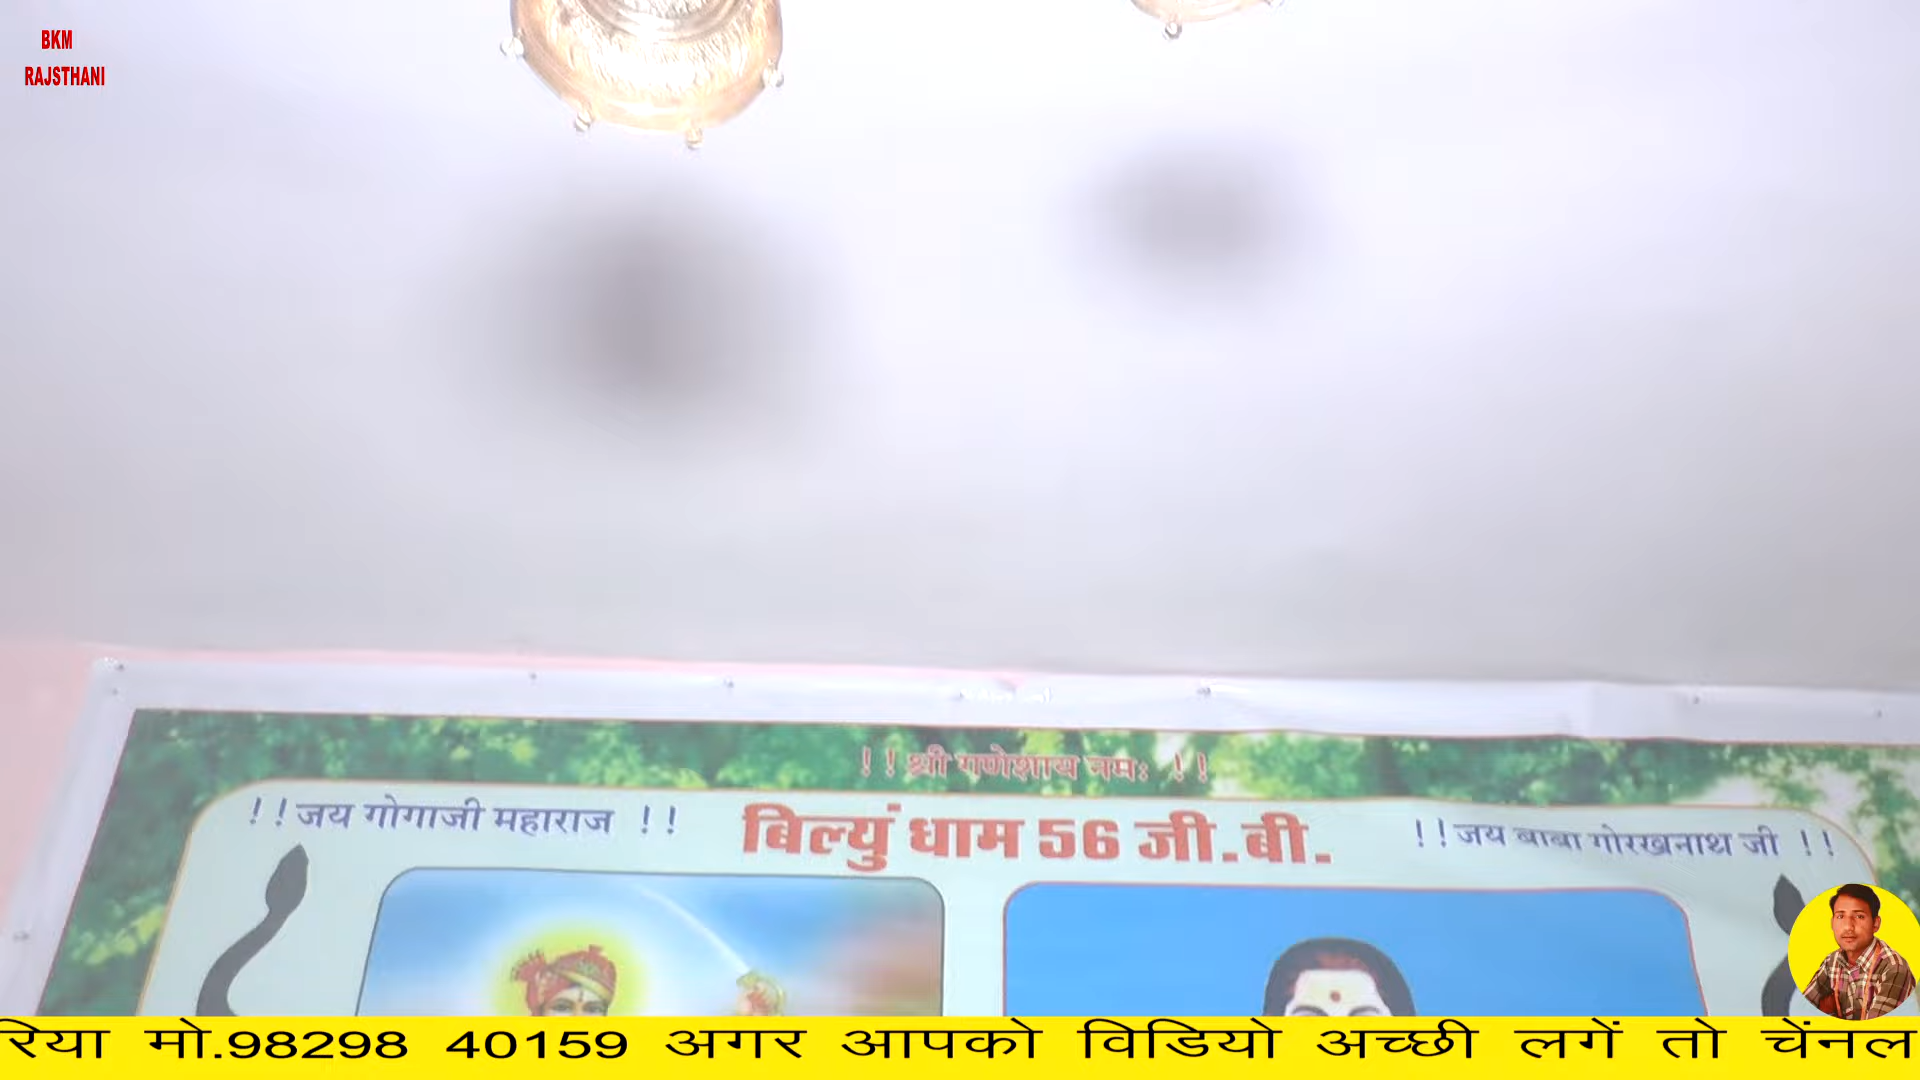 BKM
RAJSTHANI
!! श्री गणेशाय नमः !!
!! जय गोगाजी महाराज !!
बिल्युं धाम 56 जी.बी.
!! जय बाबा गोरखनाथ जी !!
रिया मो.98298 40159 अगर आपको विडियो अच्छी लगें तो चेंनल